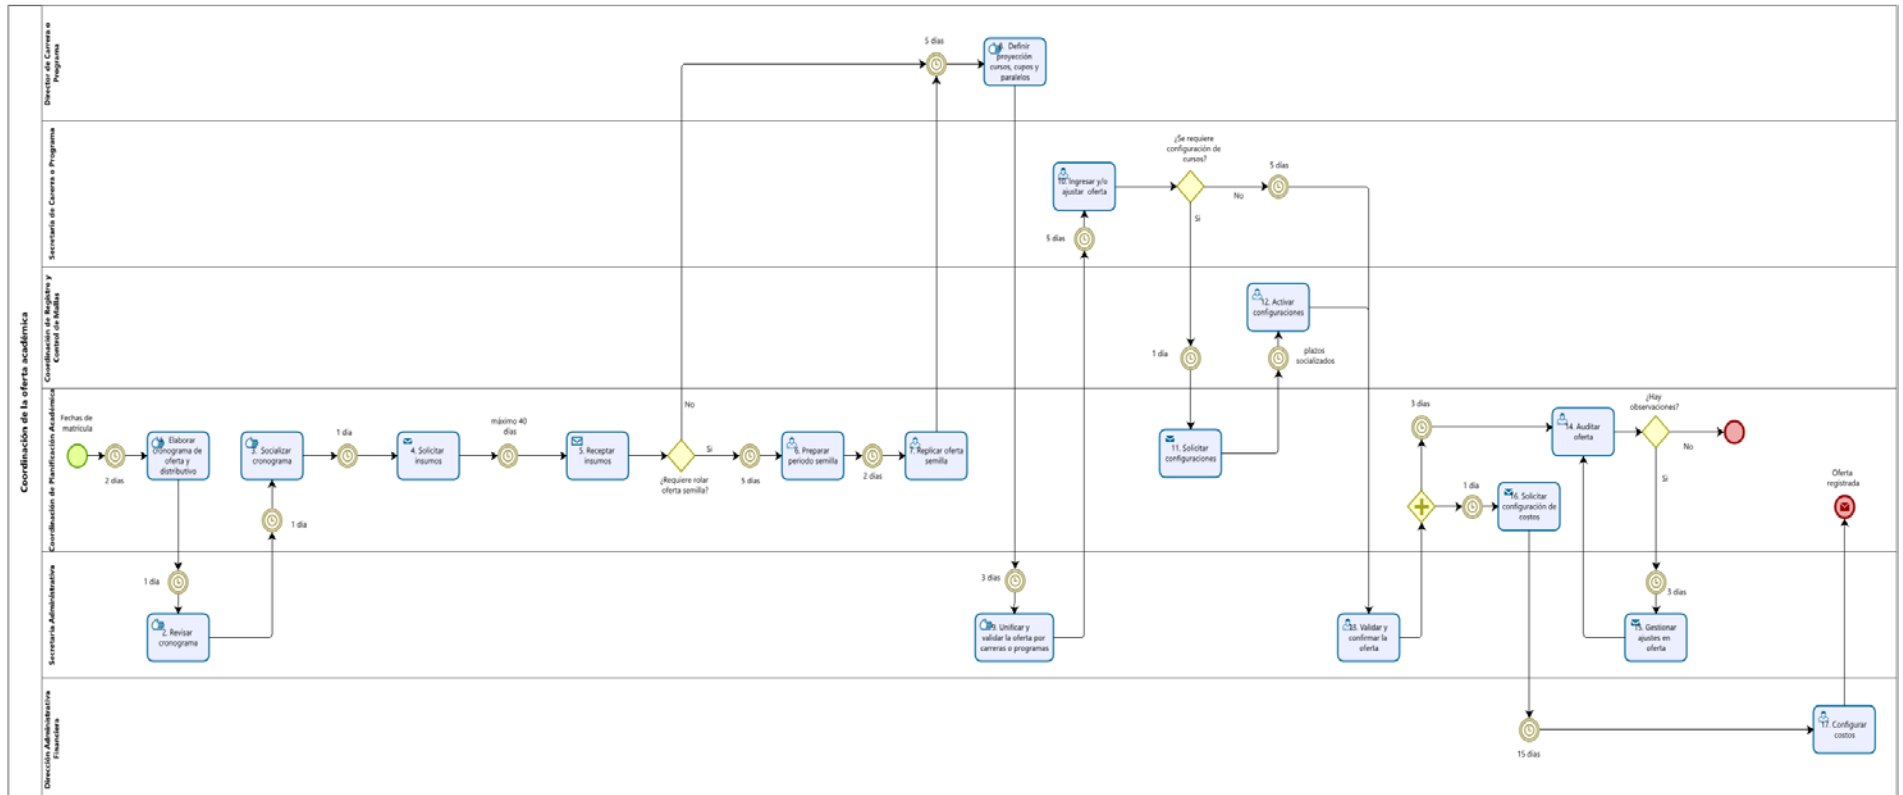 Coordinación de la oferta académica
Director de Carrera o
Programa
5 días
8. Definir
proyección
cursos, cupos y
paralelos
Secretaría de Carrera o Programa
¿Se requiere
configuración de
cursos?
10. Ingresar y/o
ajustar oferta
5 días
No
Si
5 días
Coordinación de Registro y
Control de Mallas
12. Activar
configuraciones
1 día
plazos
socializados
Coordinación de Planificación Académica
Fechas de
matrícula
2 días
1. Elaborar
cronograma de
oferta y
distributivo
3. Socializar
cronograma
1 día
1 día
4. Solicitar
insumos
máximo 40
días
5. Receptar
insumos
No
Si
¿Requiere rolar
oferta semilla?
5 días
6. Preparar
periodo semilla
2 días
7. Replicar oferta
semilla
11. Solicitar
configuraciones
3 días
14. Auditar
oferta
¿Hay
observaciones?
No
Si
1 día
16. Solicitar
configuración de
costos
Oferta
registrada
Secretaría Administrativa
1 día
2. Revisar
cronograma
3 días
9. Unificar y
validar la oferta por
carreras o programas
13. Validar y
confirmar la
oferta
3 días
15. Gestionar
ajustes en
oferta
Dirección Administrativa
Financiera
15 días
17. Configurar
costos